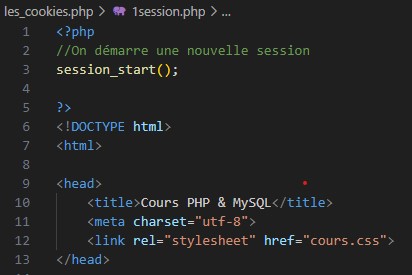 les_cookies.php > 1session.php > ...
1 <?php
2 //On démarre une nouvelle session
3 session_start();
4
5 ?>
6 <!DOCTYPE html>
7 <html>
8
9 <head>
10 <title>Cours PHP & MySQL</title>
11 <meta charset="utf-8">
12 <link rel="stylesheet" href="cours.css">
13 </head>